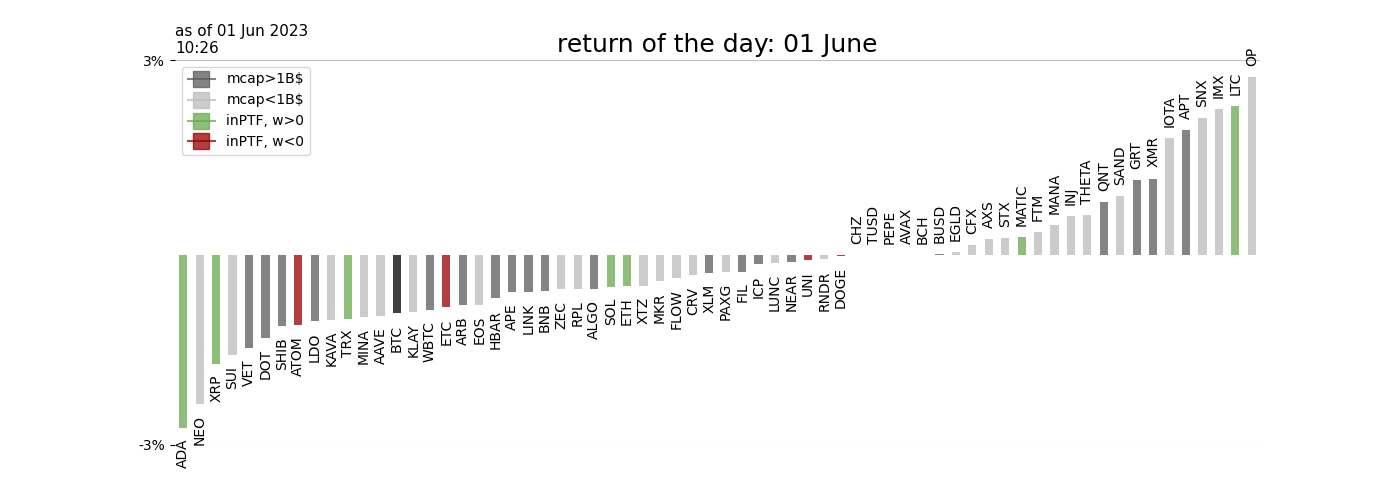 as of 01 Jun 2023
10:26
return of the day: 01 June
3%
mcap>1B$
mcap<1B$
inPTF, w>0
inPTF, w<0
-3%
ADA
NEO
XRP
SUI
VET
DOT
SHIB
ATOM
LDO
KAVA
TRX
MINA
AAVE
BTC
KLAY
WBTC
ETC
ARB
EOS
HBAR
APE
LINK
BNB
ZEC
RPL
ALGO
SOL
ETH
XTZ
MKR
FLOW
CRV
XLM
PAXG
FIL
ICP
LUNC
NEAR
UNI
RNDR
DOGE
CHZ
TUSD
PEPE
AVAX
BCH
BUSD
EGLD
CFX
AXS
STX
MATIC
FTM
MANA
INJ
THETA
QNT
SAND
GRT
XMR
IOTA
APT
SNX
IMX
LTC
OP